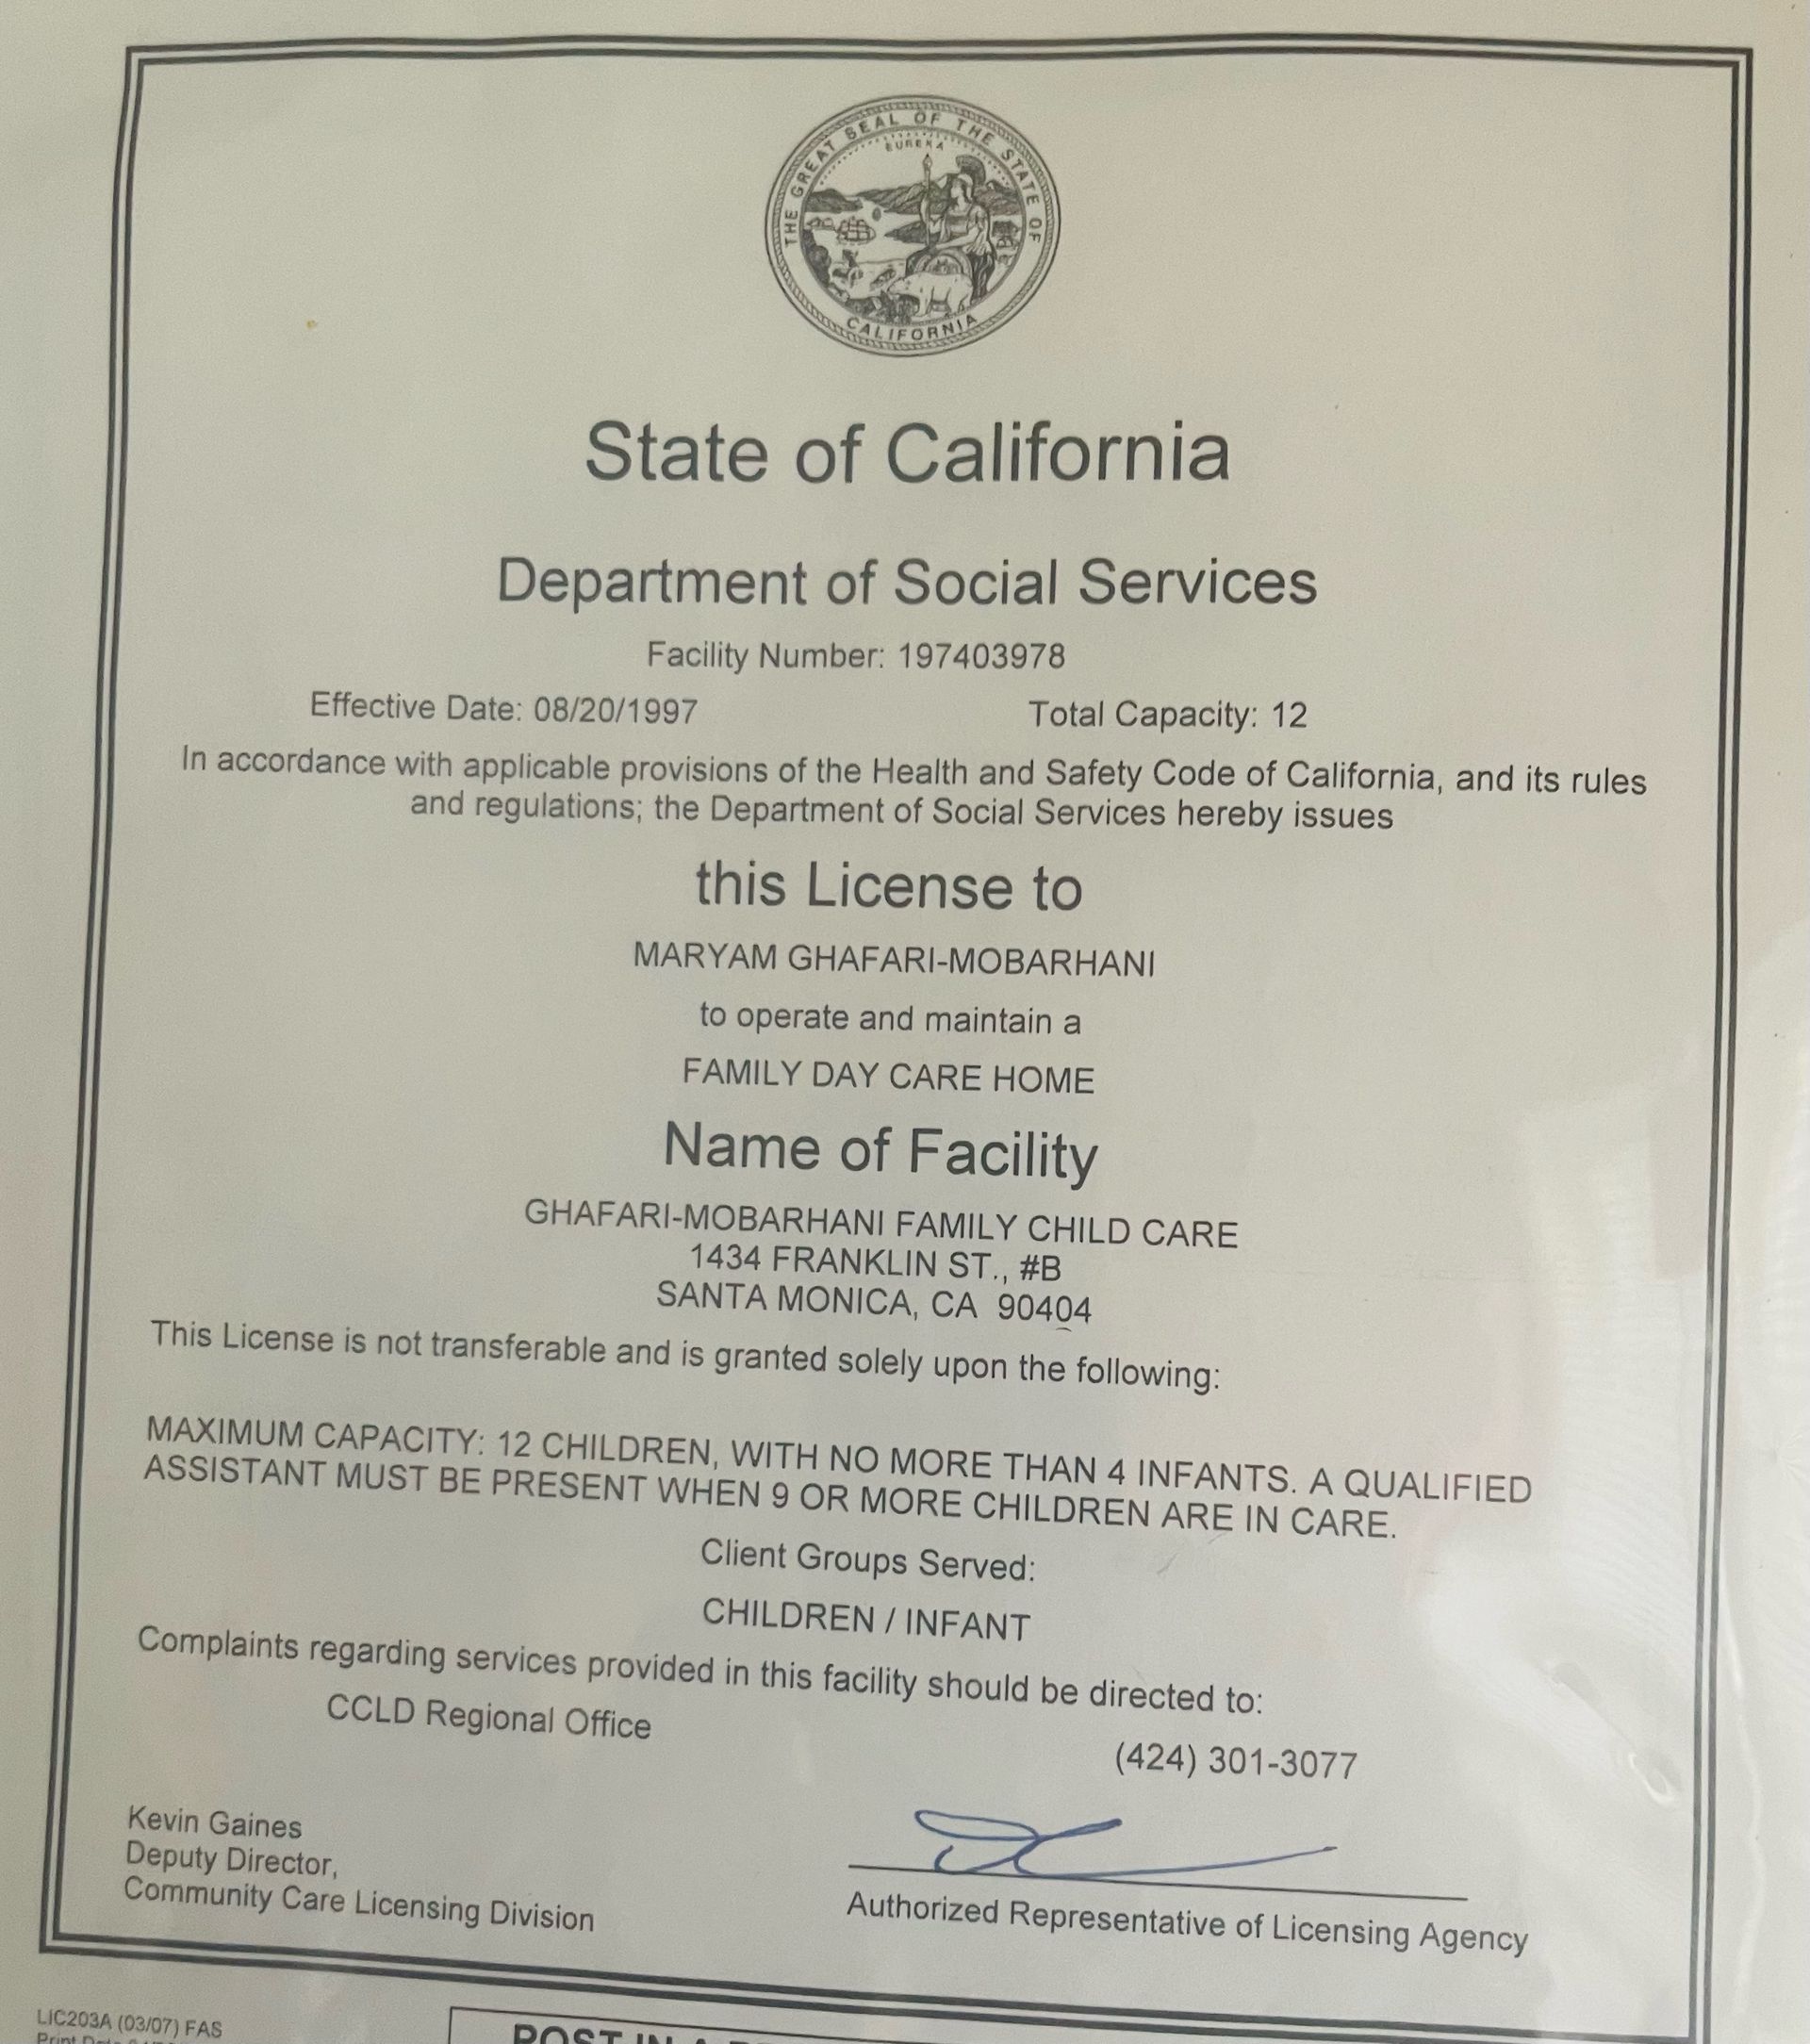 THE GREAT SEAL OF THE STATE OF CALIFORNIA
EUREKA
State of California
Department of Social Services
Facility Number: 197403978
Effective Date: 08/20/1997 Total Capacity: 12
In accordance with applicable provisions of the Health and Safety Code of California, and its rules
and regulations; the Department of Social Services hereby issues
this License to
MARYAM GHAFARI-MOBARHANI
to operate and maintain a
FAMILY DAY CARE HOME
Name of Facility
GHAFARI-MOBARHANI FAMILY CHILD CARE
1434 FRANKLIN ST., #B
SANTA MONICA, CA 90404
This License is not transferable and is granted solely upon the following:
MAXIMUM CAPACITY: 12 CHILDREN, WITH NO MORE THAN 4 INFANTS. A QUALIFIED
ASSISTANT MUST BE PRESENT WHEN 9 OR MORE CHILDREN ARE IN CARE.
Client Groups Served:
CHILDREN / INFANT
Complaints regarding services provided in this facility should be directed to:
CCLD Regional Office
(424) 301-3077
Kevin Gaines
Deputy Director,
Community Care Licensing Division
Authorized Representative of Licensing Agency
LIC203A (03/07) FAS
Print
POST IN A